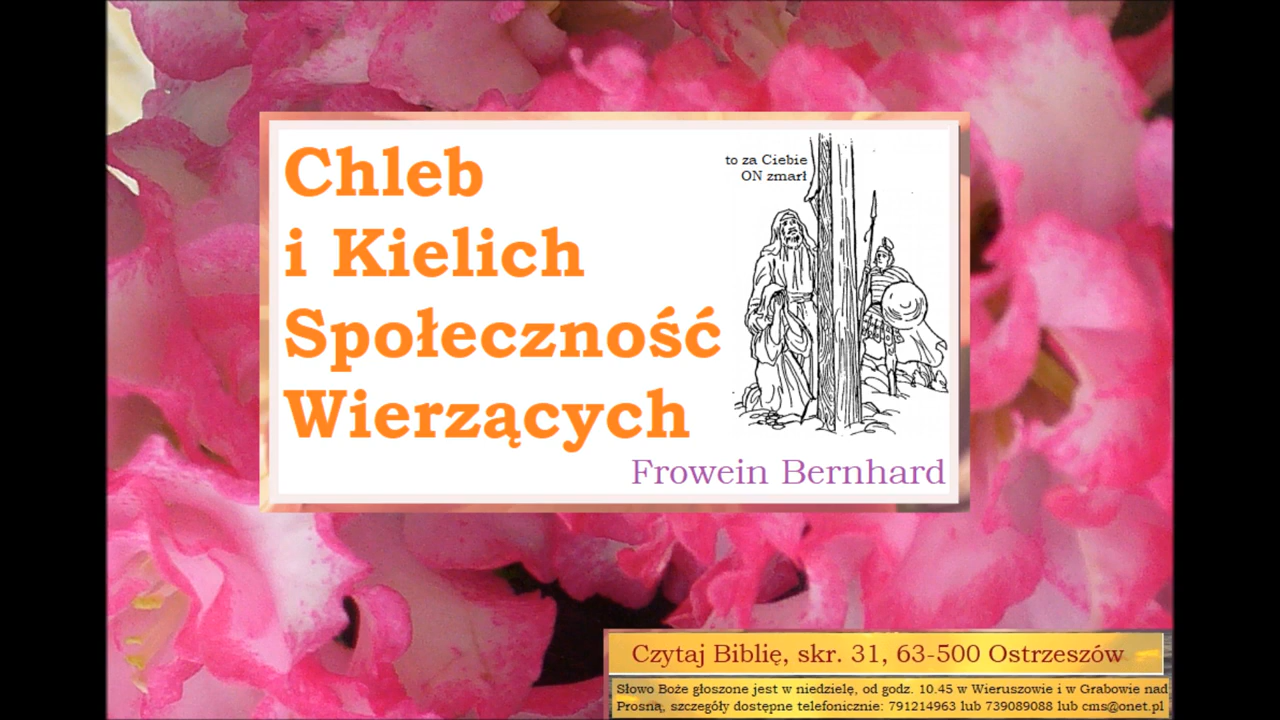 Chleb
i Kielich
Społeczność
Wierzących
to za Ciebie
ON zmarł
Frowein Bernhard
Czytaj Biblię, skr. 31, 63-500 Ostrzeszów
Słowo Boże głoszone jest w niedzielę, od godz. 10.45 w Wieruszowie i w Grabowie nad
Prosną, szczegóły dostępne telefonicznie: 791214963 lub 739089088 lub cms@onet.pl